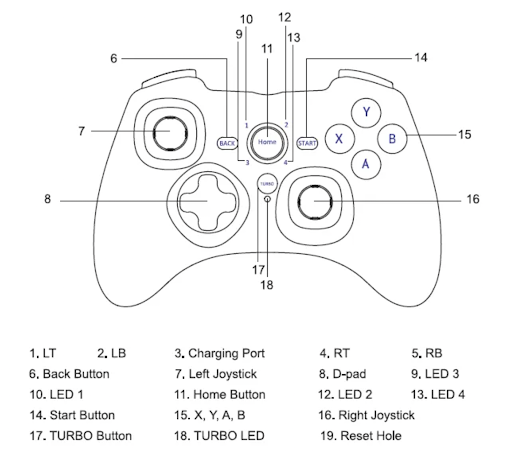 10 12
9 13
6 11 14
1 2
Y
7 BACK Home START X B 15
3 4
A
TURBO
8 16
17
18
1. LT 2. LB 3. Charging Port 4. RT 5. RB
6. Back Button 7. Left Joystick 8. D-pad 9. LED 3
10. LED 1 11. Home Button 12. LED 2 13. LED 4
14. Start Button 15. X, Y, A, B 16. Right Joystick
17. TURBO Button 18. TURBO LED 19. Reset Hole